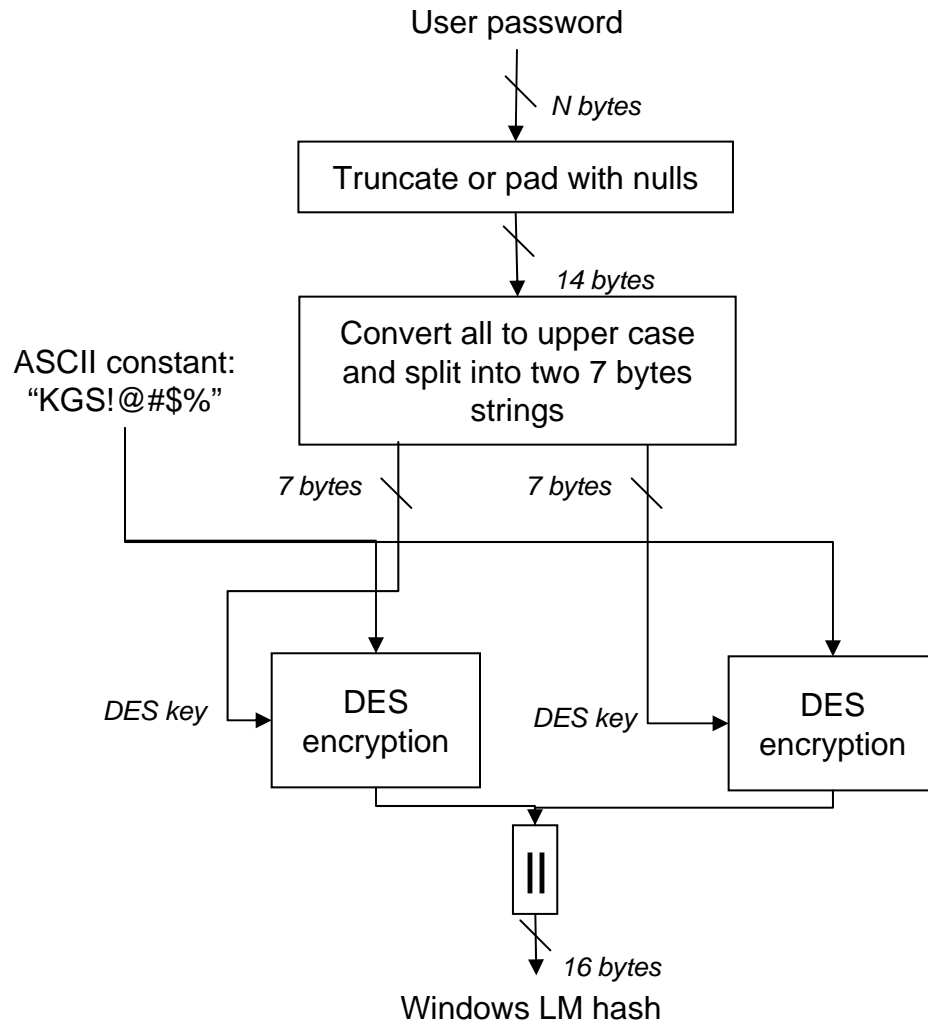 User password
N bytes
Truncate or pad with nulls
14 bytes
Convert all to upper case
and split into two 7 bytes
strings
ASCII constant:
“KGS!@#$%”
7 bytes
7 bytes
DES key
DES
encryption
DES key
DES
encryption
||
16 bytes
Windows LM hash